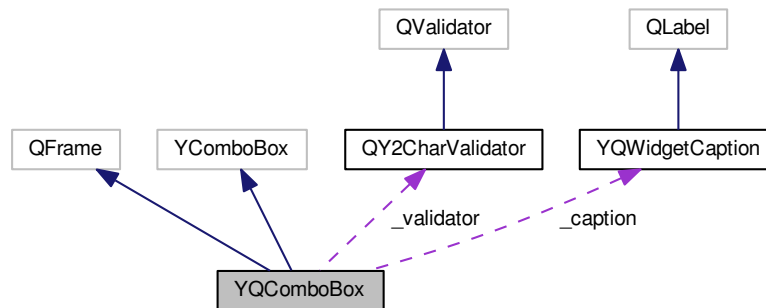 QValidator
QLabel
QFrame
YComboBox
QY2CharValidator
YQWidgetCaption
_validator
_caption
YQComboBox